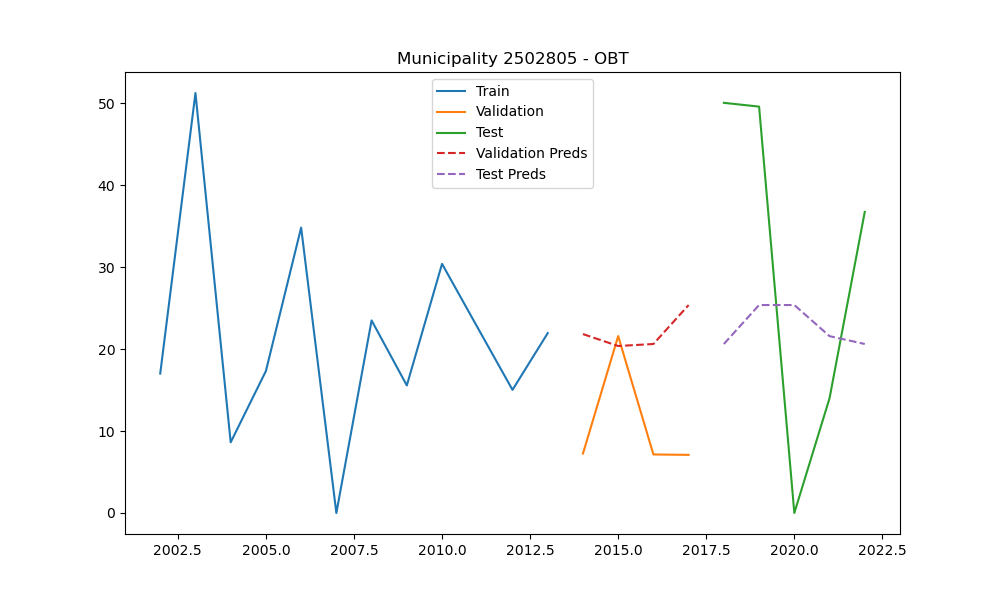 Municipality 2502805 - OBT
Train
Validation
Test
Validation Preds
Test Preds
50
40
30
20
10
0
2002.5 2005.0 2007.5 2010.0 2012.5 2015.0 2017.5 2020.0 2022.5